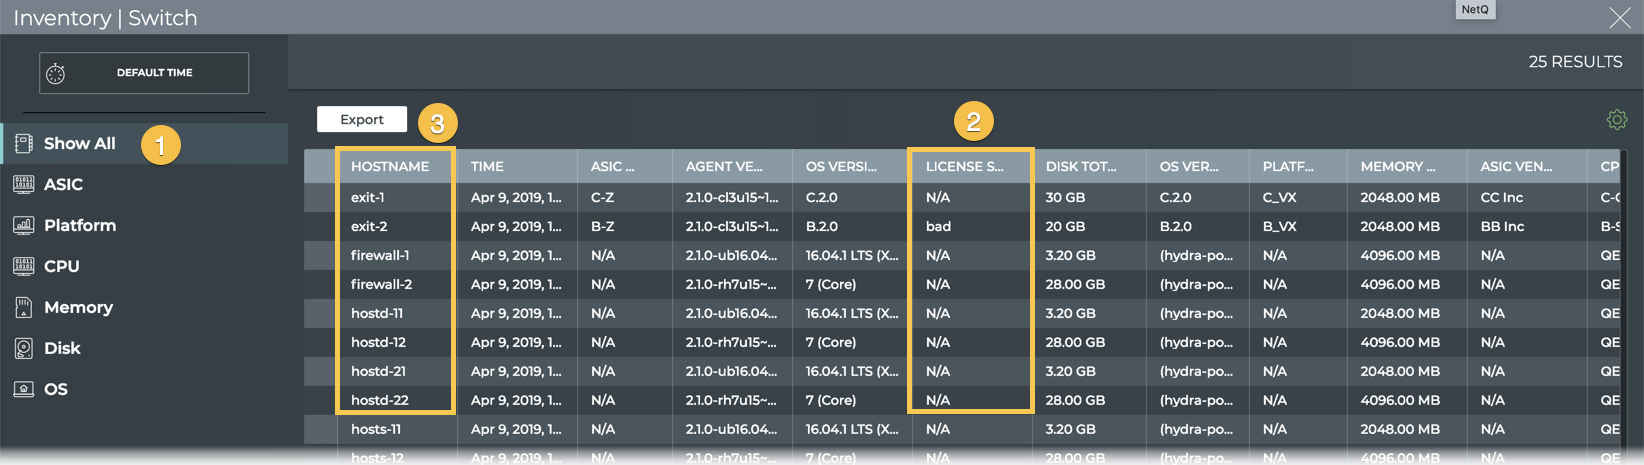 Inventory | Switch
NetQ
DEFAULT TIME
25 RESULTS
Show All
1
ASIC
Platform
CPU
Memory
Disk
OS
Export
3
2
HOSTNAME TIME ASIC ... AGENT VE... OS VERSI... LICENSE S... DISK TOT... OS VER... PLATF... MEMORY ... ASIC VEN... CP
exit-1 Apr 9, 2019, 1... C-Z 2.1.0-cl3u15~1... C.2.0 N/A 30 GB C.2.0 C_VX 2048.00 MB CC Inc C-C
exit-2 Apr 9, 2019, 1... B-Z 2.1.0-cl3u15~1... B.2.0 bad 20 GB B.2.0 B_VX 2048.00 MB BB Inc B-S
firewall-1 Apr 9, 2019, 1... N/A 2.1.0-ub16.04... 16.04.1 LTS (X... N/A 3.20 GB (hydra-po... N/A 4096.00 MB N/A QE
firewall-2 Apr 9, 2019, 1... N/A 2.1.0-rh7u15~... 7 (Core) N/A 28.00 GB (hydra-po... N/A 4096.00 MB N/A QE
hostd-11 Apr 9, 2019, 1... N/A 2.1.0-ub16.04... 16.04.1 LTS (X... N/A 3.20 GB (hydra-po... N/A 2048.00 MB N/A QE
hostd-12 Apr 9, 2019, 1... N/A 2.1.0-rh7u15~... 7 (Core) N/A 28.00 GB (hydra-po... N/A 4096.00 MB N/A QE
hostd-21 Apr 9, 2019, 1... N/A 2.1.0-ub16.04... 16.04.1 LTS (X... N/A 3.20 GB (hydra-po... N/A 2048.00 MB N/A QE
hostd-22 Apr 9, 2019, 1... N/A 2.1.0-rh7u15~... 7 (Core) N/A 28.00 GB (hydra-po... N/A 4096.00 MB N/A QE
hosts-11 Apr 9, 2019, 1... N/A 2.1.0-ub16.04... 16.04.1 LTS (X... N/A 3.20 GB (hydra-po... N/A 2048.00 MB N/A QE
hosts-12 Apr 9, 2019, 1... N/A 2.1.0-rh7u15~... 7 (Core) N/A 28.00 GB (hydra-po... N/A 4096.00 MB N/A QE